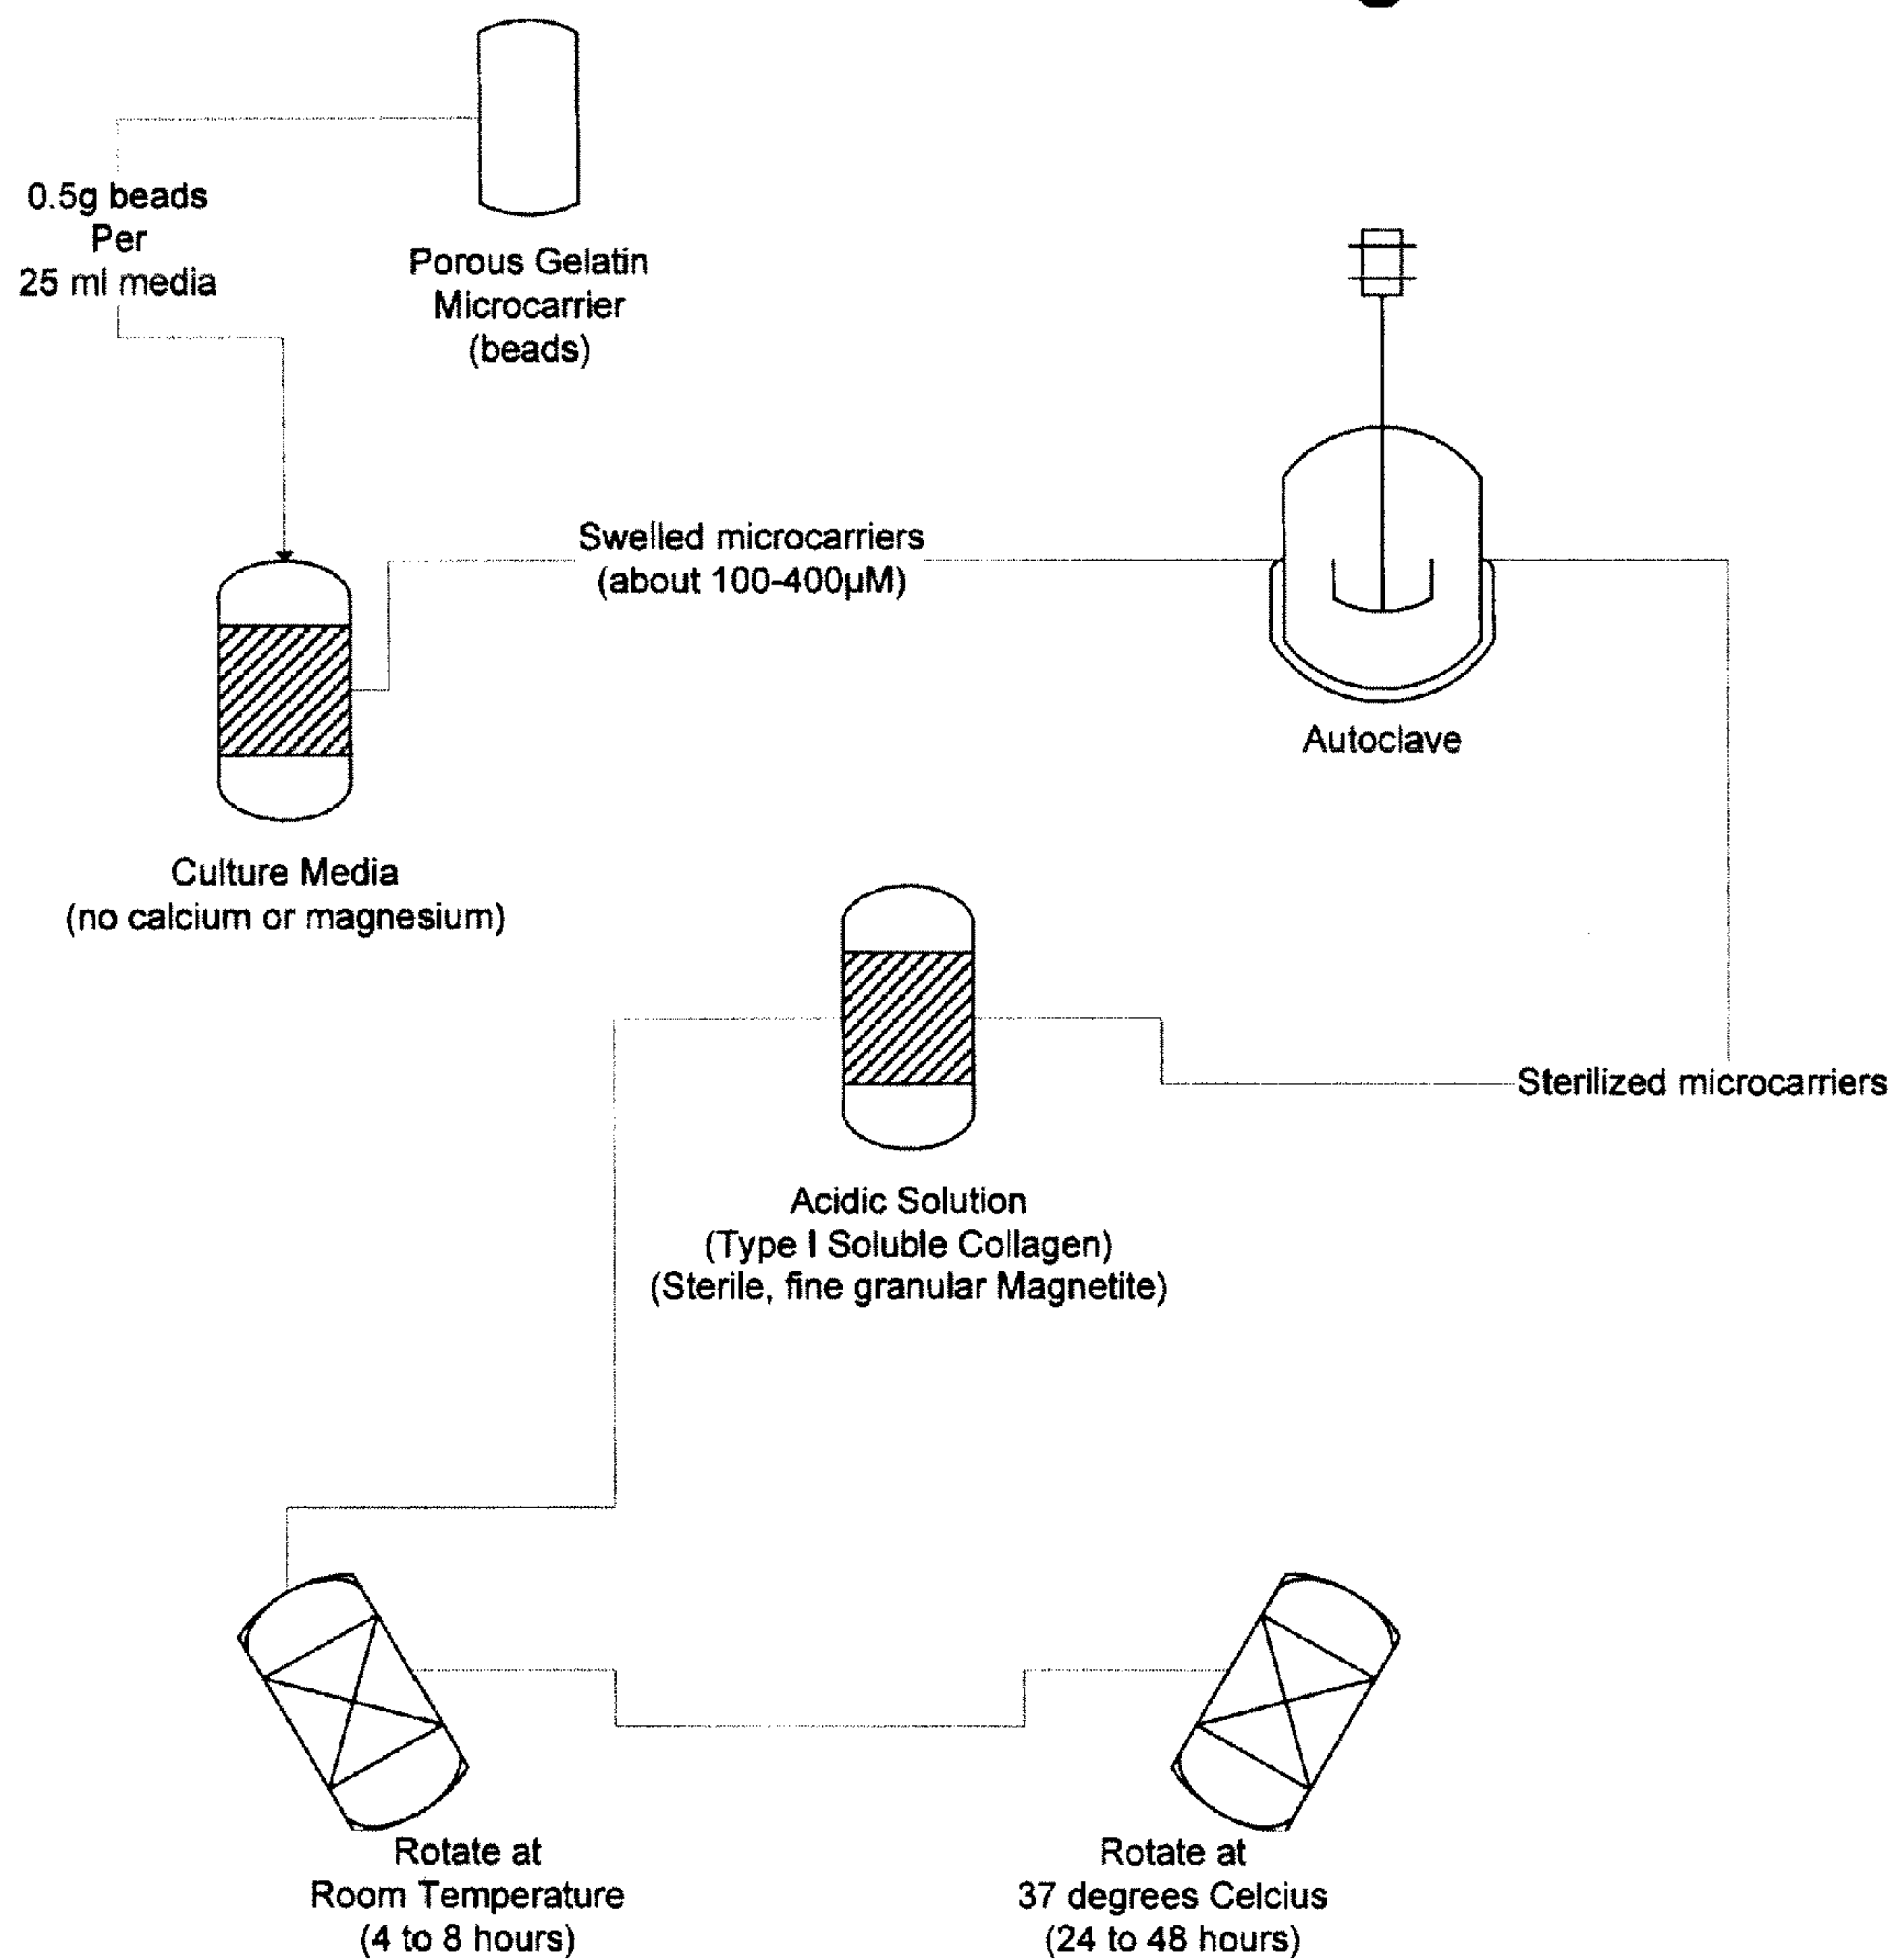 0.5g beads
Per
25 ml media
Porous Gelatin
Microcarrier
(beads)
Swelled microcarriers
(about 100-400µM)
Autoclave
Culture Media
(no calcium or magnesium)
Sterilized microcarriers
Acidic Solution
(Type I Soluble Collagen)
(Sterile, fine granular Magnetite)
Rotate at
Room Temperature
(4 to 8 hours)
Rotate at
37 degrees Celcius
(24 to 48 hours)